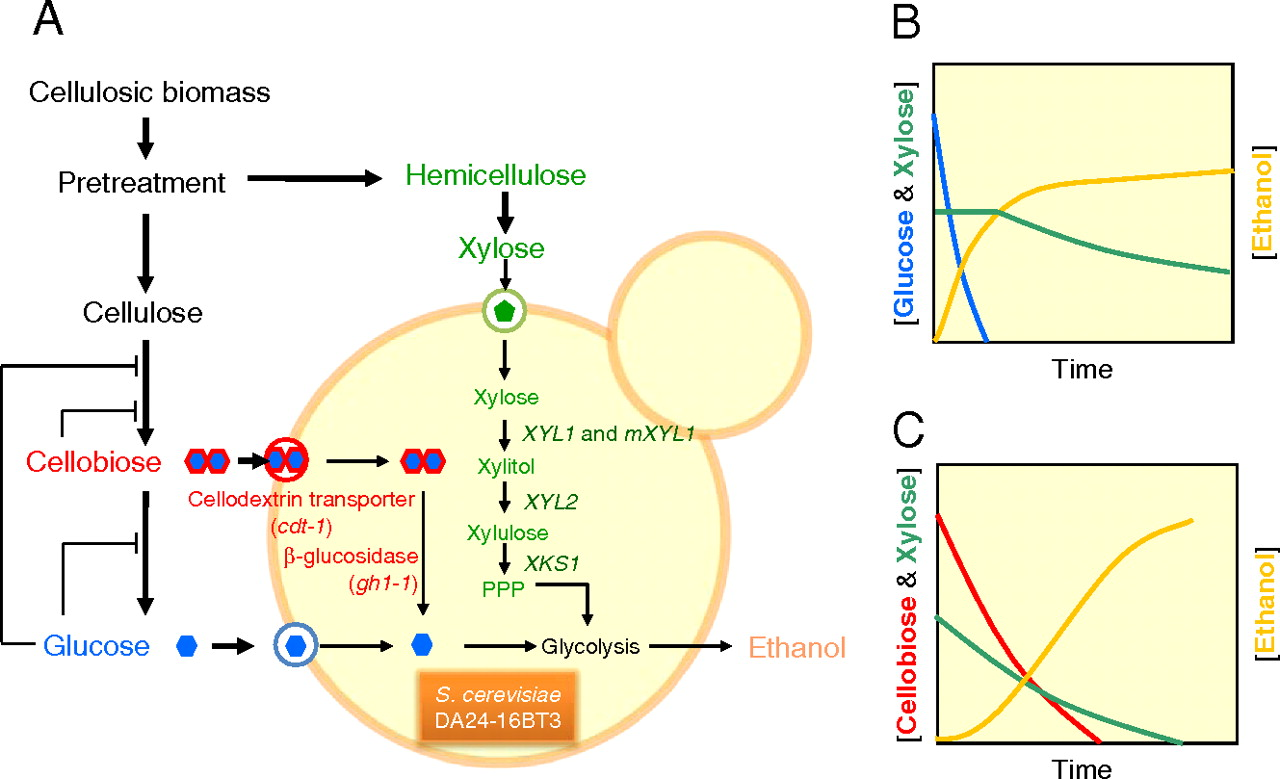 A
Cellulosic biomass
Pretreatment
Hemicellulose
Xylose
Cellulose
Xylose
XYL1 and mXYL1
Cellobiose
Xylitol
Cellodextrin transporter
(cdt-1)
XYL2
Xylulose
β-glucosidase
(gh1-1)
XKS1
PPP
Glucose
Glycolysis
Ethanol
S. cerevisiae
DA24-16BT3
B
[Glucose & Xylose]
[Ethanol]
Time
C
[Cellobiose & Xylose]
[Ethanol]
Time